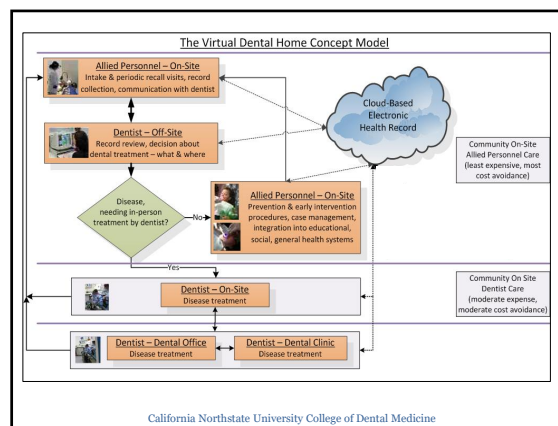 The Virtual Dental Home Concept Model
Allied Personnel – On-Site
Intake & periodic recall visits, record
collection, communication with dentist
Cloud-Based
Electronic
Health Record
Dentist – Off-Site
Record review, decision about
dental treatment – what & where
Community On-Site
Allied Personnel Care
(least expensive, most
cost avoidance)
Disease,
needing in-person
treatment by dentist?
No
Allied Personnel – On-Site
Prevention & early intervention
procedures, case management,
integration into educational,
social, general health systems
Yes
Dentist – On-Site
Disease treatment
Community On Site
Dentist Care
(moderate expense,
moderate cost avoidance)
Dentist – Dental Office
Disease treatment
Dentist – Dental Clinic
Disease treatment
California Northstate University College of Dental Medicine